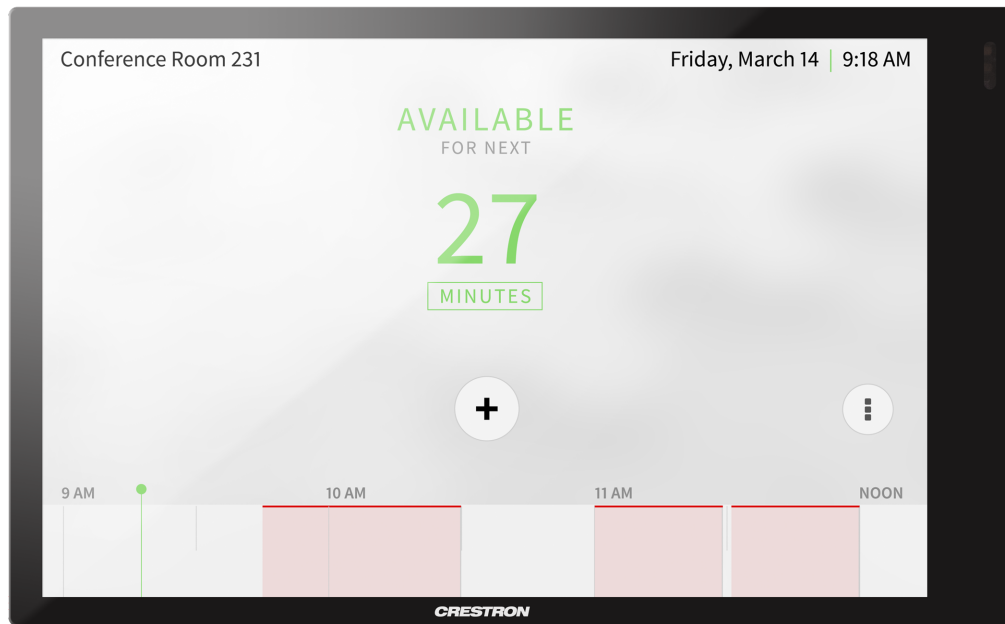 Conference Room 231
Friday, March 14 | 9:18 AM
AVAILABLE
FOR NEXT
27
MINUTES
9 AM
10 AM
11 AM
NOON
CRESTRON